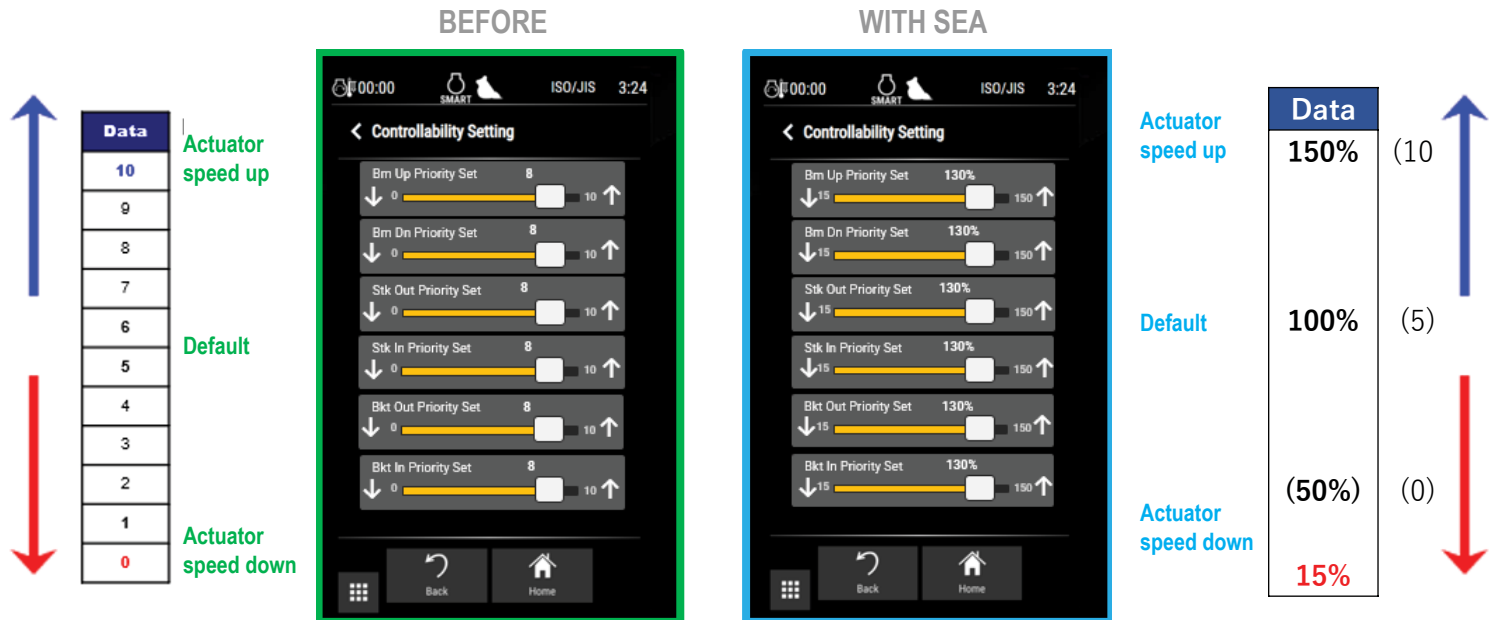 BEFORE
WITH SEA
Data
10
9
8
7
6
5
4
3
2
1
0
Actuator
speed up
Default
Actuator
speed down
00:00
SMART
ISO/JIS
3:24
Controllability Setting
Bm Up Priority Set 8
0 10
Bm Dn Priority Set 8
0 10
Stk Out Priority Set 8
0 10
Stk In Priority Set 8
0 10
Bkt Out Priority Set 8
0 10
Bkt In Priority Set 8
0 10
Back
Home
00:00
SMART
ISO/JIS
3:24
Controllability Setting
Bm Up Priority Set 130%
15 150
Bm Dn Priority Set 130%
15 150
Stk Out Priority Set 130%
15 150
Stk In Priority Set 130%
15 150
Bkt Out Priority Set 130%
15 150
Bkt In Priority Set 130%
15 150
Back
Home
Actuator
speed up
Default
Actuator
speed down
Data
150% (10
100% (5)
(50%) (0)
15%